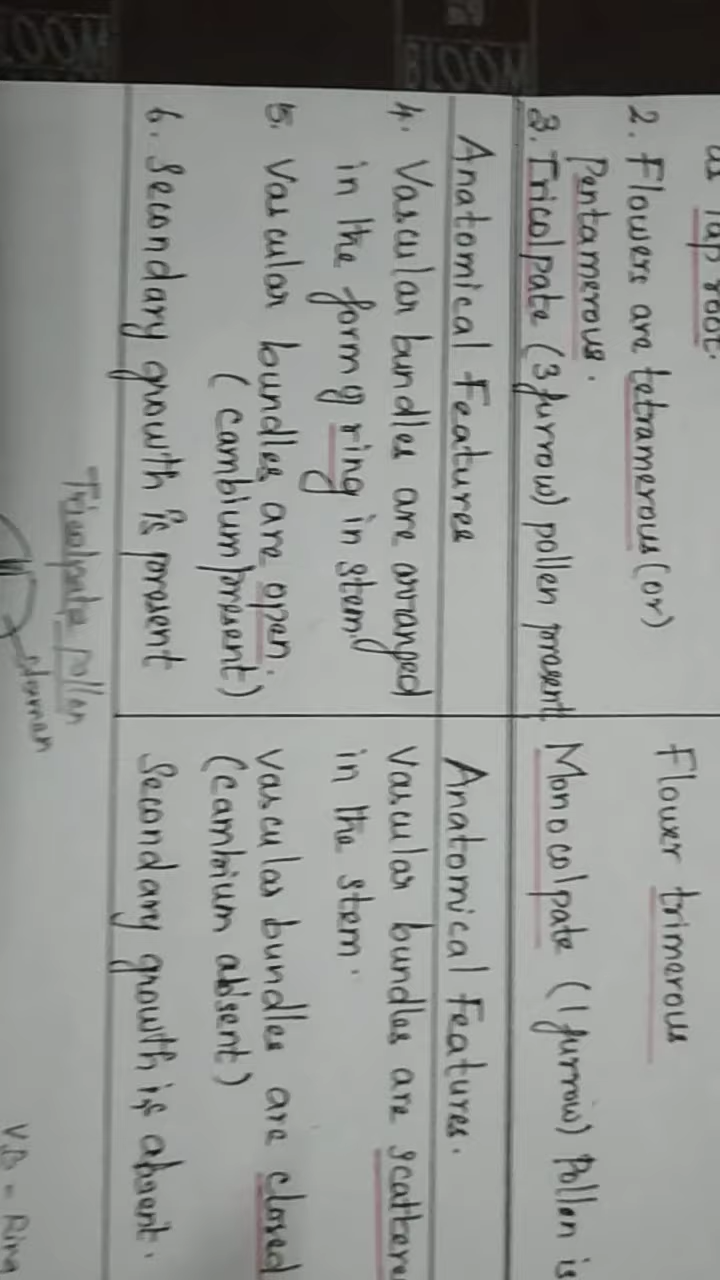 as Tap root.
2. Flowers are tetramerous (or)
Pentamerous.
3. Tricolpate (3 furrow) pollen present
Anatomical Features
4. Vascular bundles are arranged
in the form of ring in stem.
5. Vascular bundles are open.
(cambium present)
6. Secondary growth is present
Flower trimerous
Monocolpate (1 furrow) Pollen is
Anatomical Features.
Vascular bundles are scattere
in the stem.
Vascular bundles are closed
(cambium absent)
Secondary growth is absent.
Tricolpate pollen
stamen
V.B - Ring